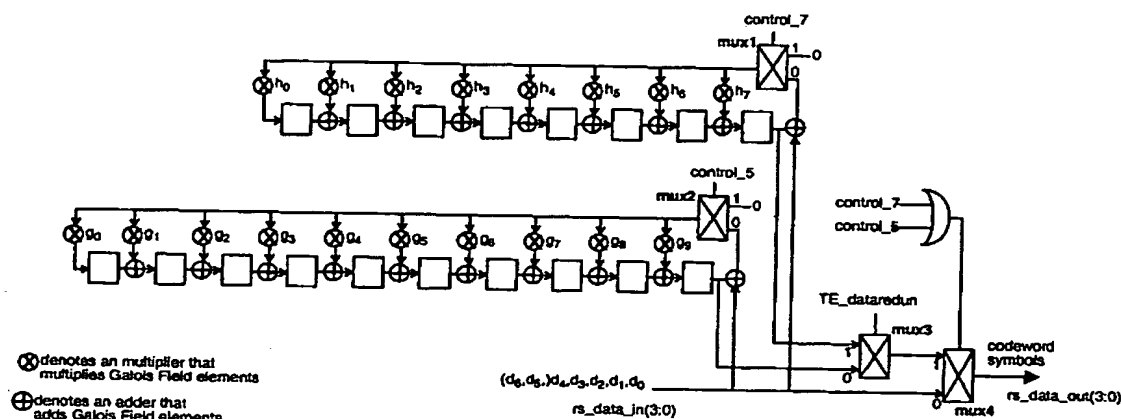 control_7
mux1
1
0
0
h0 h1 h2 h3 h4 h5 h6 h7
control_5
mux2
1
0
0
control_7
control_5
g0 g1 g2 g3 g4 g5 g6 g7 g8 g9
TE_dataredun
mux3
1
0
codeword
symbols
1
0
⊗ denotes an multiplier that
multiplies Galois Field elements
{d6,d5,}d4,d3,d2,d1,d0
rs_data_out(3:0)
⊕ denotes an adder that
adds Galois Field elements
rs_data_in(3:0)
mux4